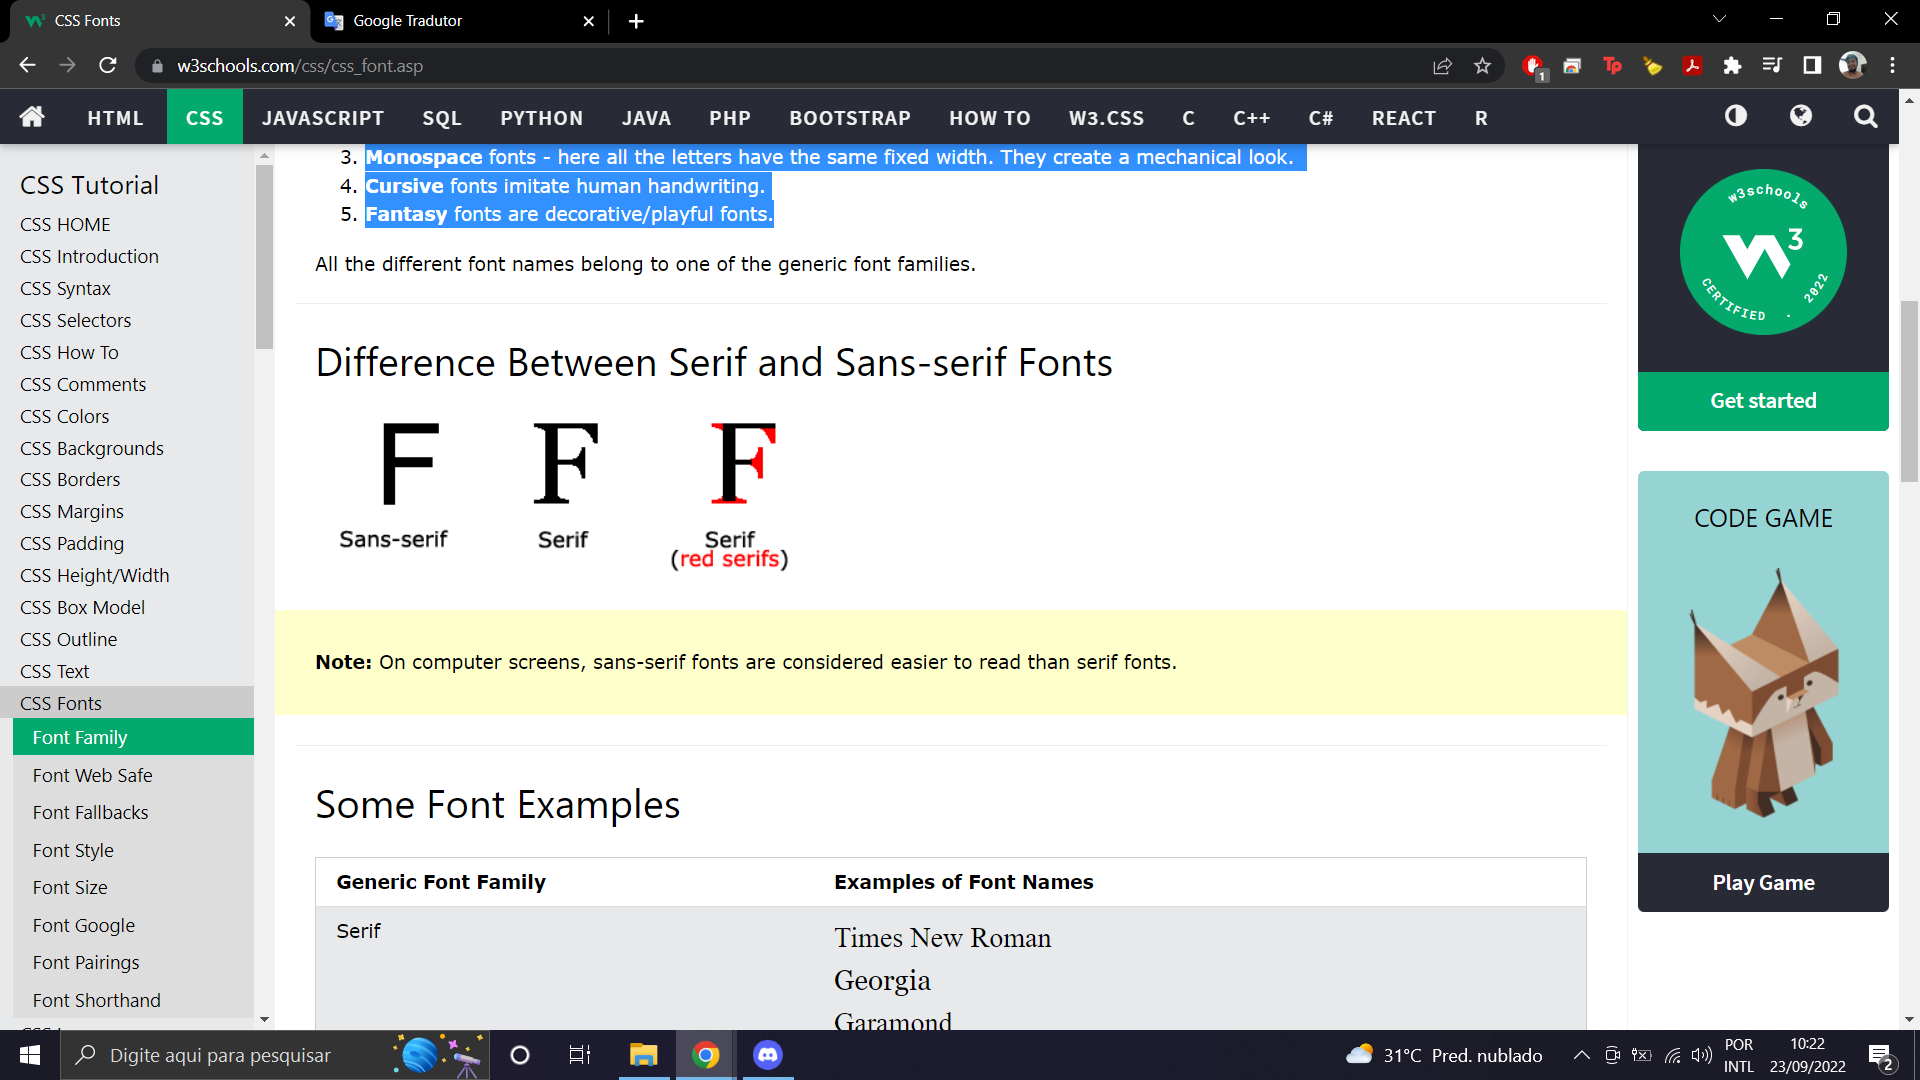 CSS Fonts
Google Tradutor
w3schools.com/css/css_font.asp
1
HTML
CSS
JAVASCRIPT
SQL
PYTHON
JAVA
PHP
BOOTSTRAP
HOW TO
W3.CSS
C
C++
C#
REACT
R
CSS Tutorial
CSS HOME
CSS Introduction
CSS Syntax
CSS Selectors
CSS How To
CSS Comments
CSS Colors
CSS Backgrounds
CSS Borders
CSS Margins
CSS Padding
CSS Height/Width
CSS Box Model
CSS Outline
CSS Text
CSS Fonts
Font Family
Font Web Safe
Font Fallbacks
Font Style
Font Size
Font Google
Font Pairings
Font Shorthand
3. Monospace fonts - here all the letters have the same fixed width. They create a mechanical look.
4. Cursive fonts imitate human handwriting.
5. Fantasy fonts are decorative/playful fonts.
All the different font names belong to one of the generic font families.
Difference Between Serif and Sans-serif Fonts
F F F
Sans-serif Serif Serif
(red serifs)
Note: On computer screens, sans-serif fonts are considered easier to read than serif fonts.
Some Font Examples
Generic Font Family Examples of Font Names
Serif Times New Roman
Georgia
Garamond
w3schools
W3
CERTIFIED . 2022
Get started
CODE GAME
Play Game
Digite aqui para pesquisar
31°C Pred. nublado
POR
INTL
10:22
23/09/2022
2